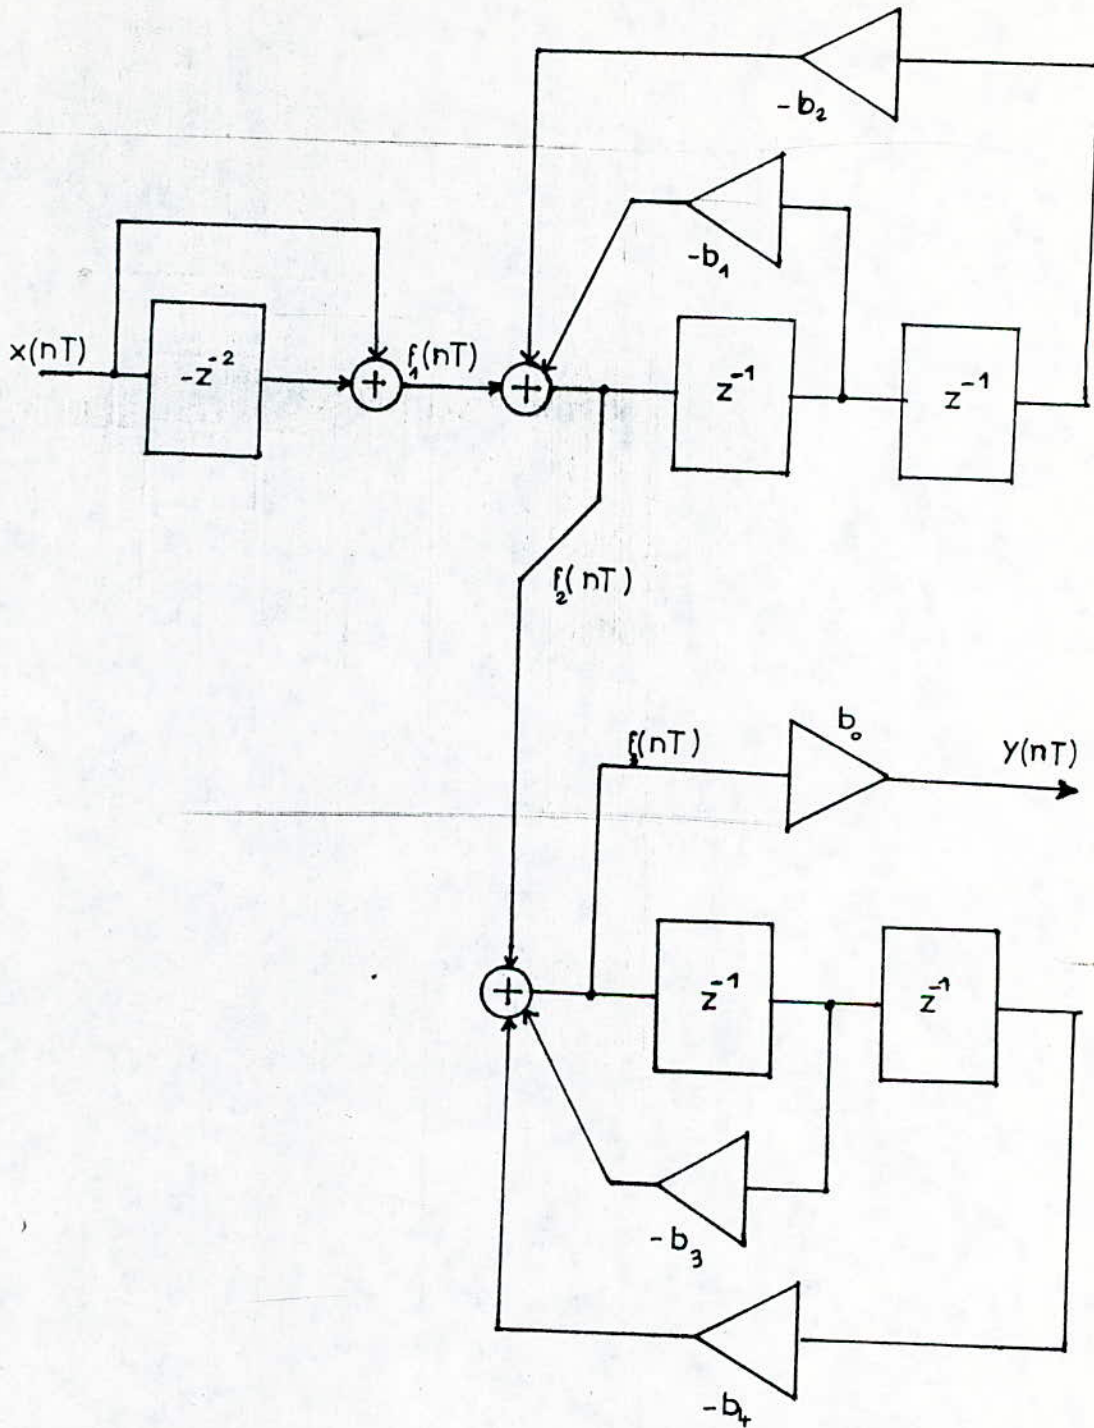 -b₂
-b₁
x(nT)
-z⁻²
+
f₁(nT)
+
z⁻¹
z⁻¹
f₂(nT)
b₀
f₃(nT)
y(nT)
+
z⁻¹
z⁻¹
-b₃
-b₄